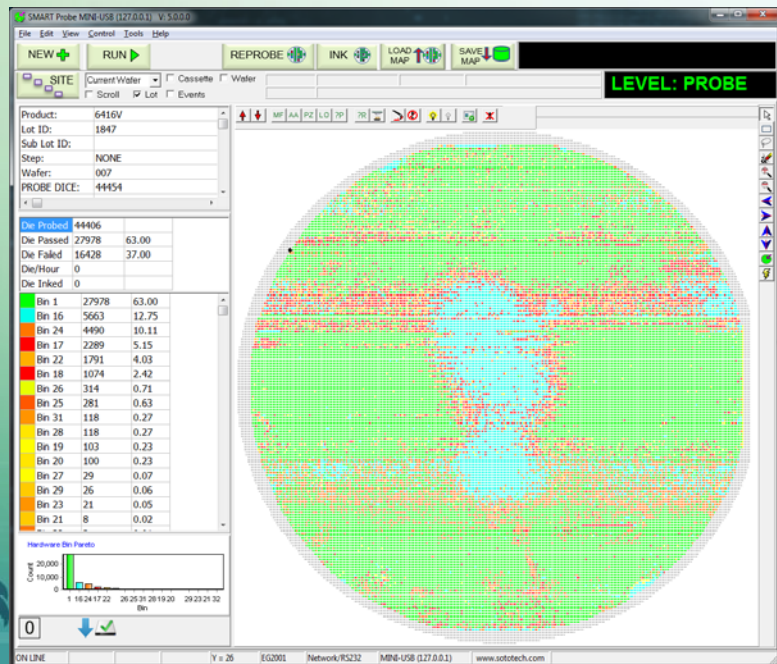 SMART Probe MINI-USB (127.0.0.1) V: 5.0.0.0
File Edit View Control Tools Help
NEW RUN REPROBE INK LOAD MAP SAVE MAP
SITE Current Wafer Cassette Wafer
Scroll Lot Events
LEVEL: PROBE
Product: 6416V
Lot ID: 1847
Sub Lot ID:
Step: NONE
Wafer: 007
PROBE DICE: 44454
MF AA PZ LO ?P ?R
Die Probed 44406
Die Passed 27978 63.00
Die Failed 16428 37.00
Die/Hour 0
Die Inked 0
Bin 1 27978 63.00
Bin 16 5663 12.75
Bin 24 4490 10.11
Bin 17 2289 5.15
Bin 22 1791 4.03
Bin 18 1074 2.42
Bin 26 314 0.71
Bin 25 281 0.63
Bin 31 118 0.27
Bin 28 118 0.27
Bin 19 103 0.23
Bin 20 100 0.23
Bin 27 29 0.07
Bin 29 26 0.06
Bin 23 21 0.05
Bin 21 8 0.02
Hardware Bin Pareto
Count
20,000
10,000
0
1 16 24 17 22 26 25 31 28 19 20 29 23 21 32
Bin
0
ON LINE Y = 26 EG2001 Network/RS232 MINI-USB (127.0.0.1) www.sototech.com